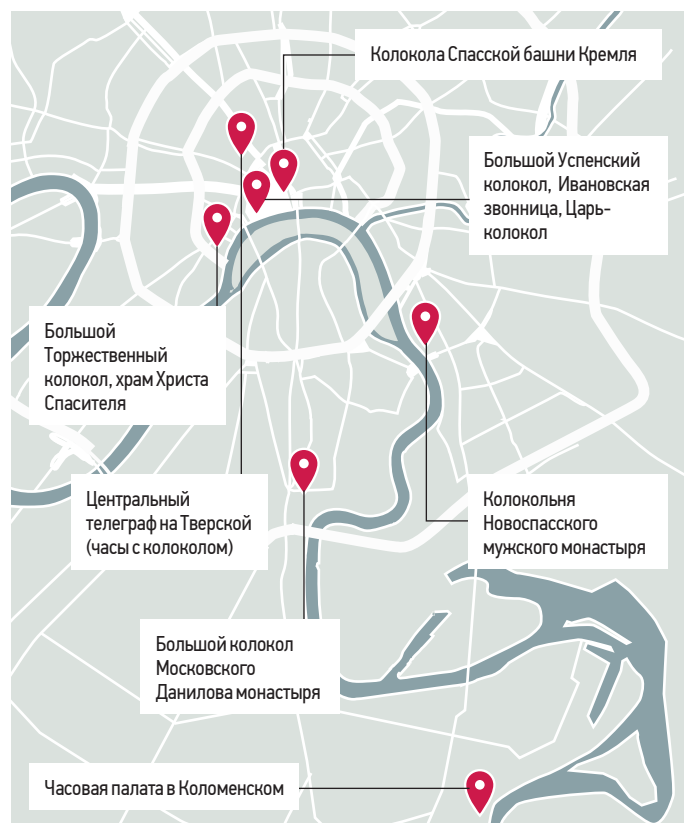 Колокола Спасской башни Кремля
Большой Успенский
колокол, Ивановская
звонница, Царь-
колокол
Большой
Торжественный
колокол, храм Христа
Спасителя
Центральный
телеграф на Тверской
(часы с колоколом)
Колокольня
Новоспасского
мужского монастыря
Большой колокол
Московского
Данилова монастыря
Часовая палата в Коломенском